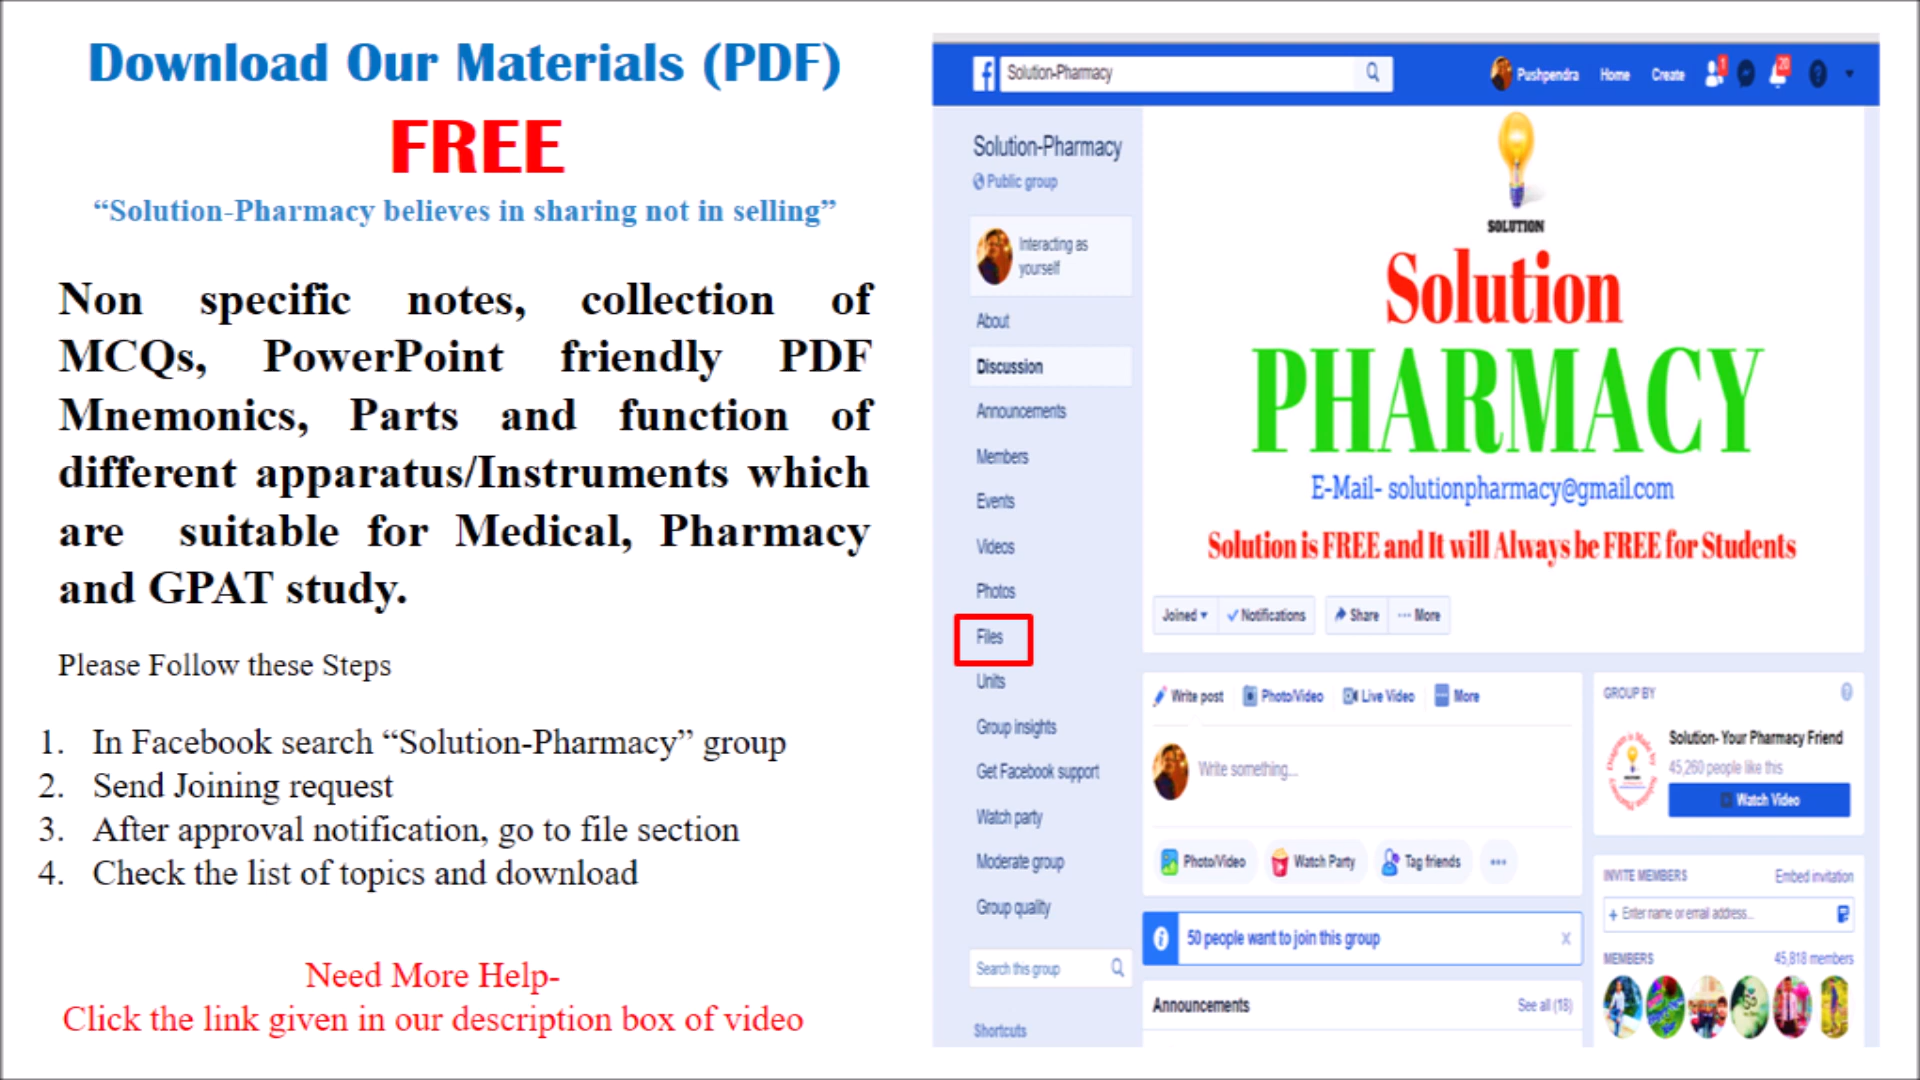 Download Our Materials (PDF)
FREE
“Solution-Pharmacy believes in sharing not in selling”
Non specific notes, collection of
MCQs, PowerPoint friendly PDF
Mnemonics, Parts and function of
different apparatus/Instruments which
are suitable for Medical, Pharmacy
and GPAT study.
Please Follow these Steps
1. In Facebook search “Solution-Pharmacy” group
2. Send Joining request
3. After approval notification, go to file section
4. Check the list of topics and download
Need More Help-
Click the link given in our description box of video
Solution-Pharmacy
Pushpendra Home Create 1 20
Solution-Pharmacy
Public group
Interacting as
yourself
About
Discussion
Announcements
Members
Events
Videos
Photos
Files
Units
Group insights
Get Facebook support
Watch party
Moderate group
Group quality
Search this group
Shortcuts
SOLUTION
Solution
PHARMACY
E-Mail- solutionpharmacy@gmail.com
Solution is FREE and It will Always be FREE for Students
Joined Notifications Share ··· More
Write post Photo/Video Live Video More
Write something...
Photo/Video Watch Party Tag friends ···
50 people want to join this group x
Announcements See all (18)
GROUP BY
Solution- Your Pharmacy Friend
45,260 people like this
Watch Video
INVITE MEMBERS Embed invitation
+ Enter name or email address...
MEMBERS 45,818 members